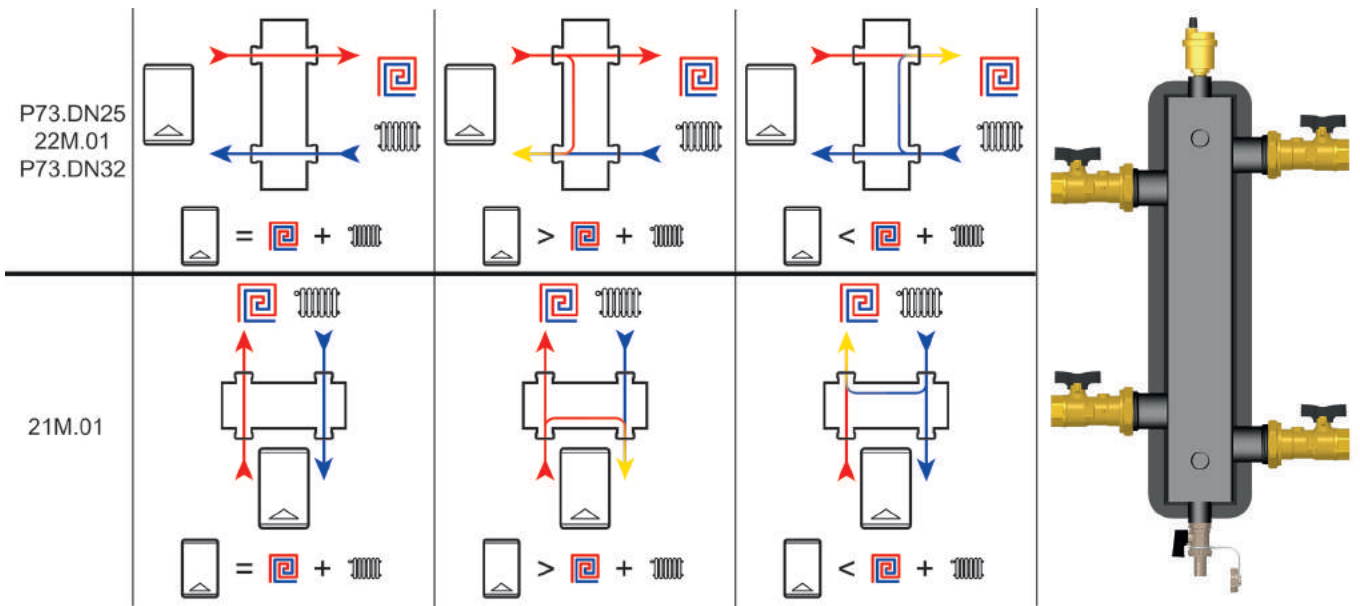 P73.DN25
22M.01
P73.DN32
= +
> +
< +
21M.01
= +
> +
< +